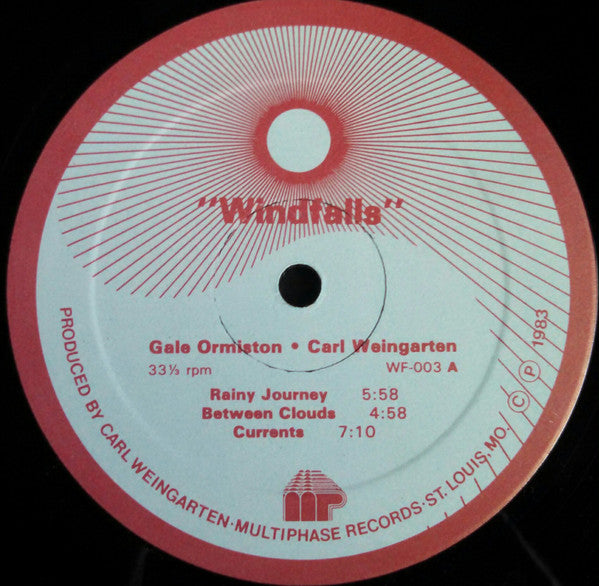 "Windfalls"
Gale Ormiston • Carl Weingarten
33⅓ rpm WF-003 A
Rainy Journey 5:58
Between Clouds 4:58
Currents 7:10
MP
PRODUCED BY CARL WEINGARTEN·MULTIPHASE RECORDS·ST. LOUIS, MO. © Ⓟ 1983